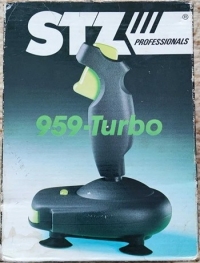 STZ
®
PROFESSIONALS
959-Turbo